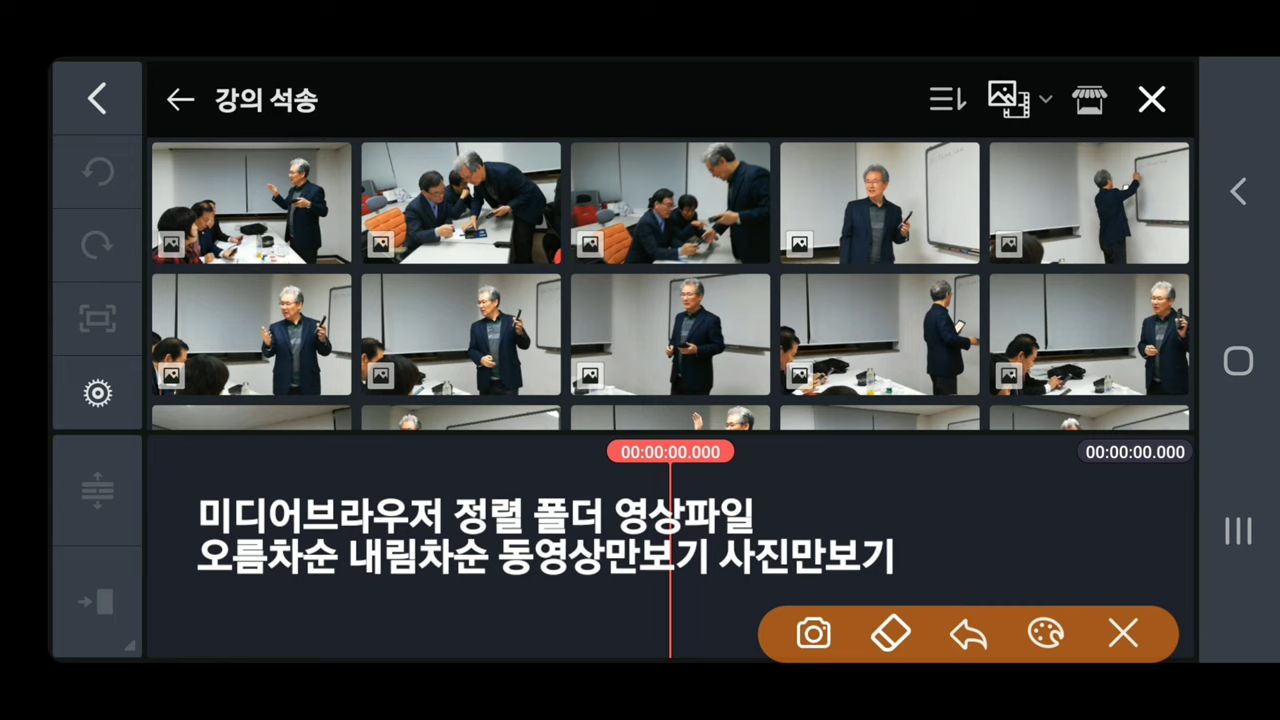 강의 석송
00:00:00.000
00:00:00.000
미디어브라우저 정렬 폴더 영상파일
오름차순 내림차순 동영상만보기 사진만보기